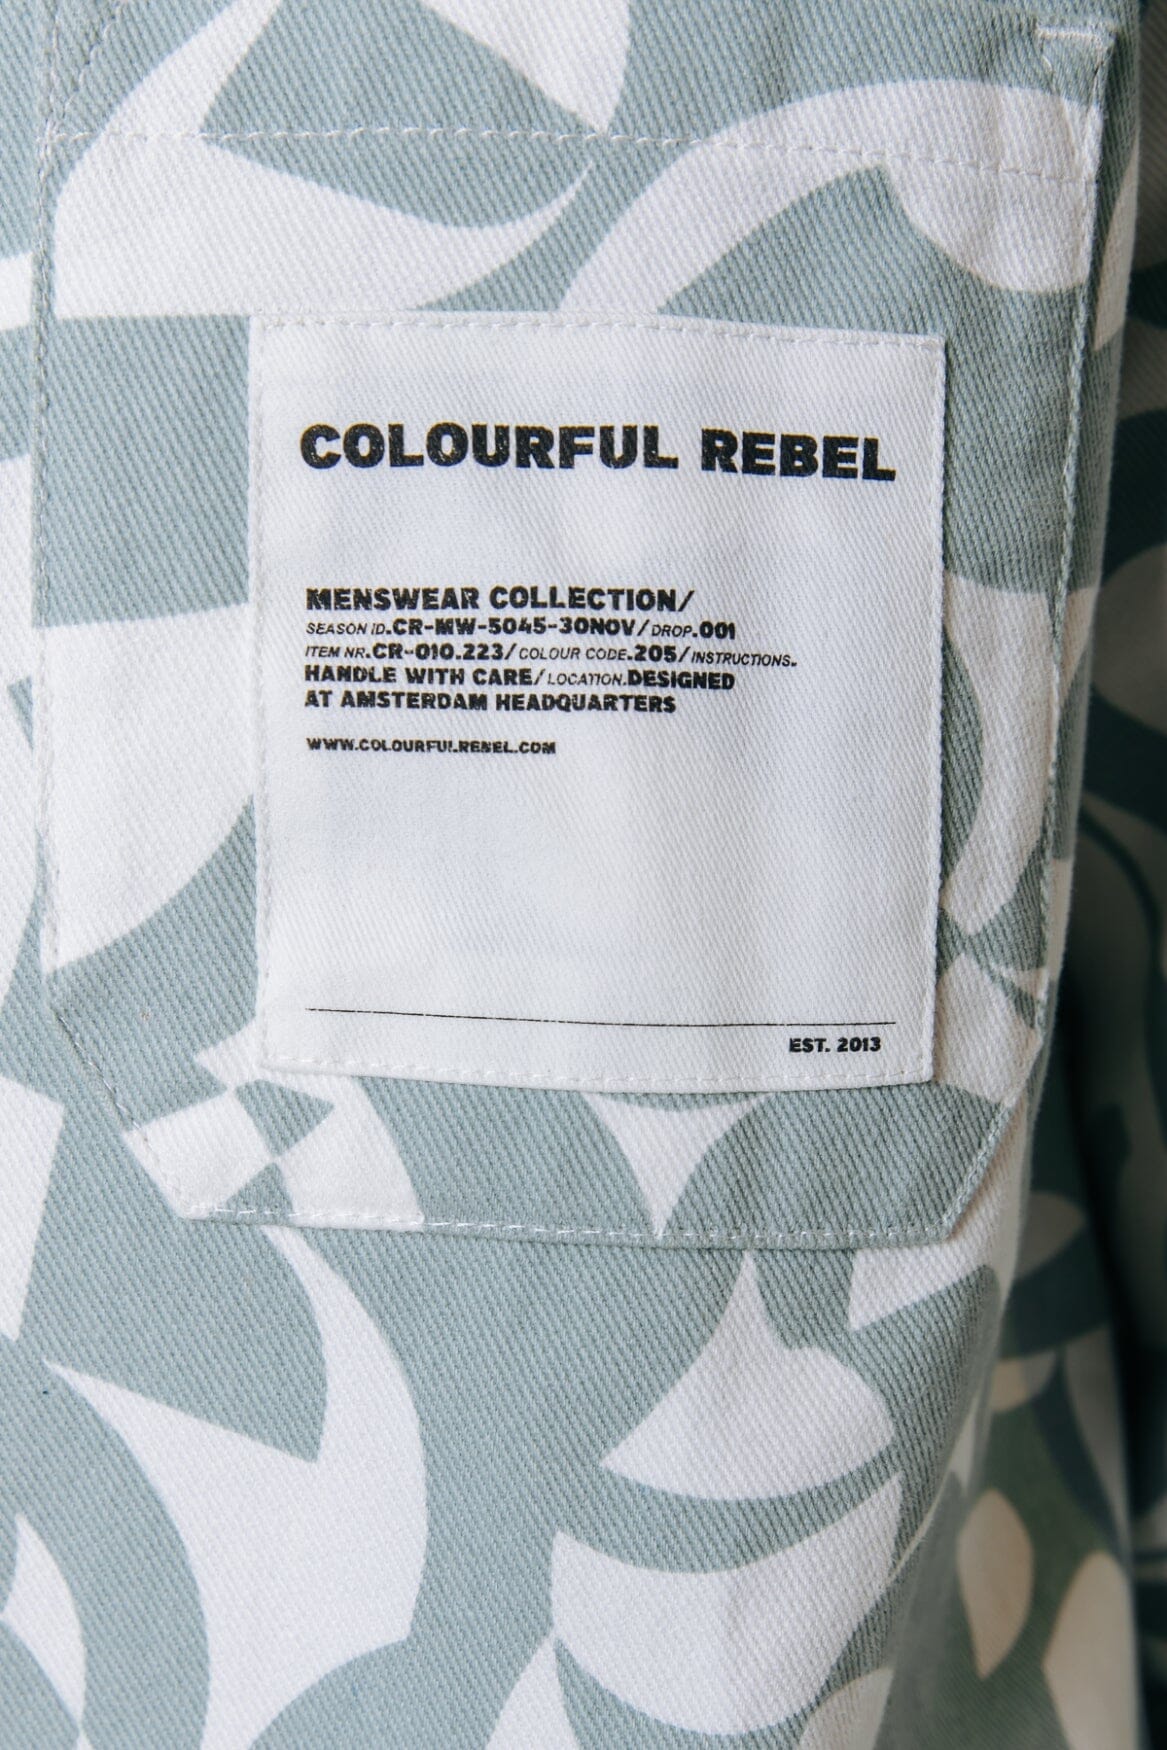 COLOURFUL REBEL
MENSWEAR COLLECTION/
SEASON ID.CR-MW-5045-30NOV/DROP.001
ITEM NR.CR-010.223/COLOUR CODE.205/INSTRUCTIONS.
HANDLE WITH CARE/LOCATION.DESIGNED
AT AMSTERDAM HEADQUARTERS
WWW.COLOURFULREBEL.COM
EST. 2013